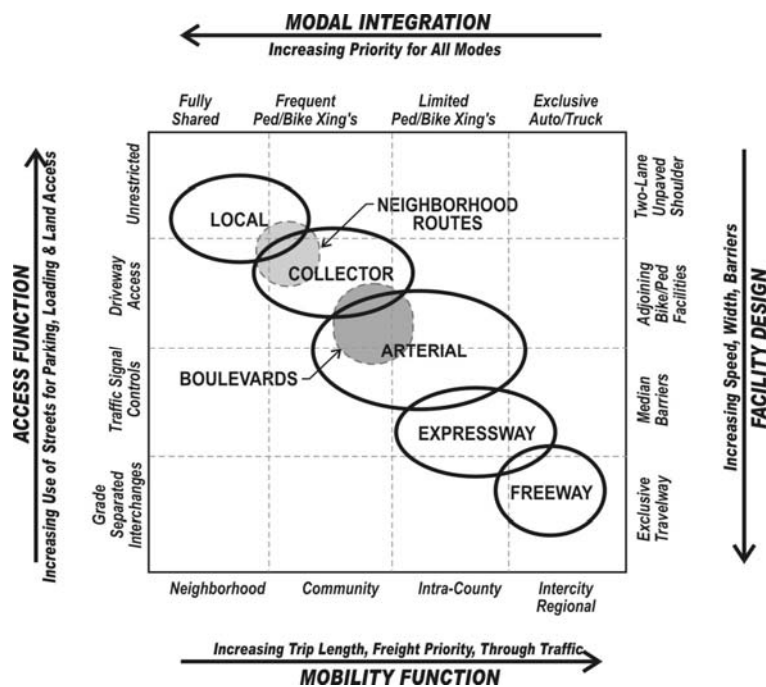 MODAL INTEGRATION
Increasing Priority for All Modes
Fully
Shared
Frequent
Ped/Bike Xing's
Limited
Ped/Bike Xing's
Exclusive
Auto/Truck
ACCESS FUNCTION
Increasing Use of Streets for Parking, Loading & Land Access
Unrestricted
Driveway
Access
Traffic Signal
Controls
Grade
Separated
Interchanges
LOCAL
NEIGHBORHOOD
ROUTES
COLLECTOR
ARTERIAL
BOULEVARDS
EXPRESSWAY
FREEWAY
Two-Lane
Unpaved
Shoulder
Adjoining
Bike/Ped
Facilities
Median
Barriers
Exclusive
Travelway
Increasing Speed, Width, Barriers
FACILITY DESIGN
Neighborhood
Community
Intra-County
Intercity
Regional
Increasing Trip Length, Freight Priority, Through Traffic
MOBILITY FUNCTION